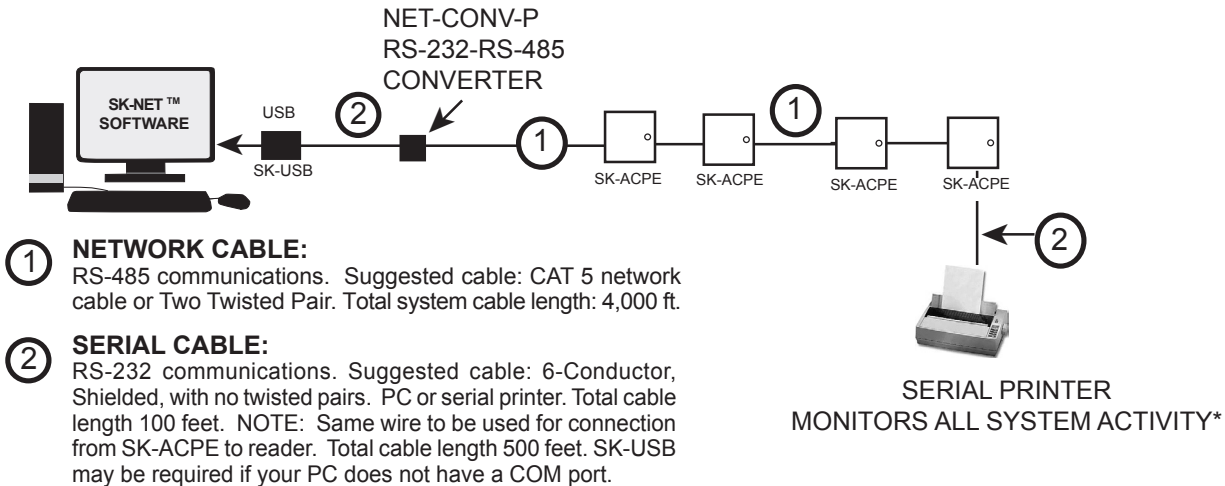 NET-CONV-P
RS-232-RS-485
CONVERTER
SK-NET ™
SOFTWARE
USB
2
SK-USB
1
1
SK-ACPE
SK-ACPE
SK-ACPE
SK-ACPE
2
1
NETWORK CABLE:
RS-485 communications. Suggested cable: CAT 5 network
cable or Two Twisted Pair. Total system cable length: 4,000 ft.
2
SERIAL CABLE:
RS-232 communications. Suggested cable: 6-Conductor,
Shielded, with no twisted pairs. PC or serial printer. Total cable
length 100 feet. NOTE: Same wire to be used for connection
from SK-ACPE to reader. Total cable length 500 feet. SK-USB
may be required if your PC does not have a COM port.
SERIAL PRINTER
MONITORS ALL SYSTEM ACTIVITY*